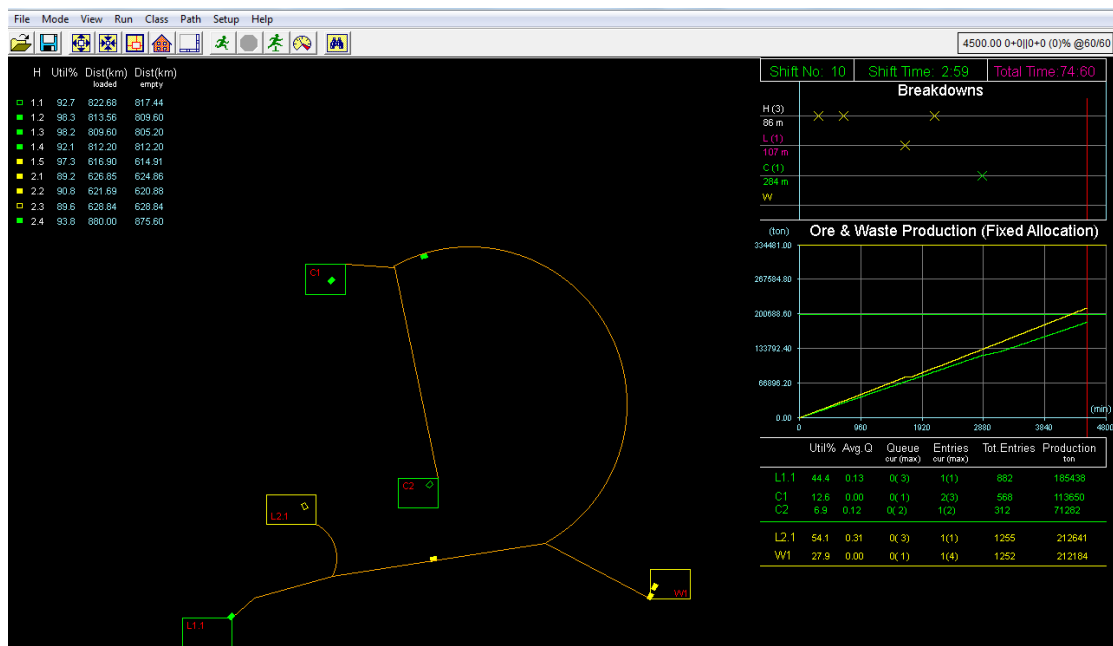 File Mode View Run Class Path Setup Help
4500.00 0+0||0+0 (0)% @60/60
H Util% Dist(km) Dist(km)
loaded empty
1.1 92.7 822.68 817.44
1.2 98.3 813.56 809.60
1.3 98.2 809.60 805.20
1.4 92.1 812.20 812.20
1.5 97.3 616.90 614.91
2.1 89.2 626.85 624.86
2.2 90.8 621.69 620.88
2.3 89.6 628.84 628.84
2.4 93.8 880.00 875.60
C1
C2
L2.1
W1
L1.1
Shift No: 10 Shift Time: 2:59 Total Time:74:60
Breakdowns
H (3)
86 m
L (1)
107 m
C (1)
284 m
W
(ton) Ore & Waste Production (Fixed Allocation)
334481.00
267584.80
200688.60
133792.40
66896.20
0.00
(min)
0 960 1920 2880 3840 4800
Util% Avg.Q Queue Entries Tot.Entries Production
cur (max) cur (max) ton
L1.1 44.4 0.13 0( 3) 1(1) 882 185438
C1 12.6 0.00 0( 1) 2(3) 568 113650
C2 6.9 0.12 0( 2) 1(2) 312 71282
L2.1 54.1 0.31 0( 3) 1(1) 1255 212641
W1 27.9 0.00 0( 1) 1(4) 1252 212184